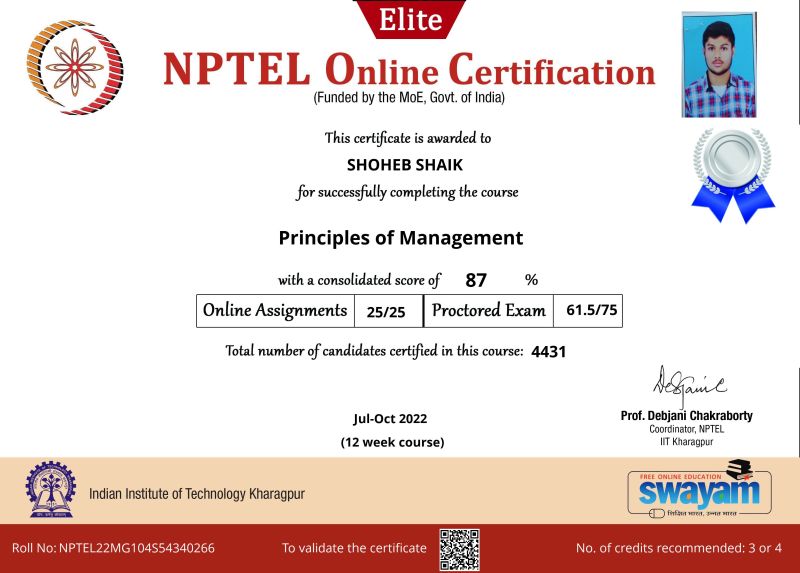 Elite
NPTEL Online Certification
(Funded by the MoE, Govt. of India)
This certificate is awarded to
SHOHEB SHAIK
for successfully completing the course
Principles of Management
with a consolidated score of 87 %
Online Assignments 25/25 Proctored Exam 61.5/75
Total number of candidates certified in this course: 4431
Jul-Oct 2022
(12 week course)
Prof. Debjani Chakraborty
Coordinator, NPTEL
IIT Kharagpur
Indian Institute of Technology Kharagpur
FREE ONLINE EDUCATION
swayam
शिक्षित भारत, उन्नत भारत
Roll No: NPTEL22MG104S54340266
To validate the certificate
No. of credits recommended: 3 or 4